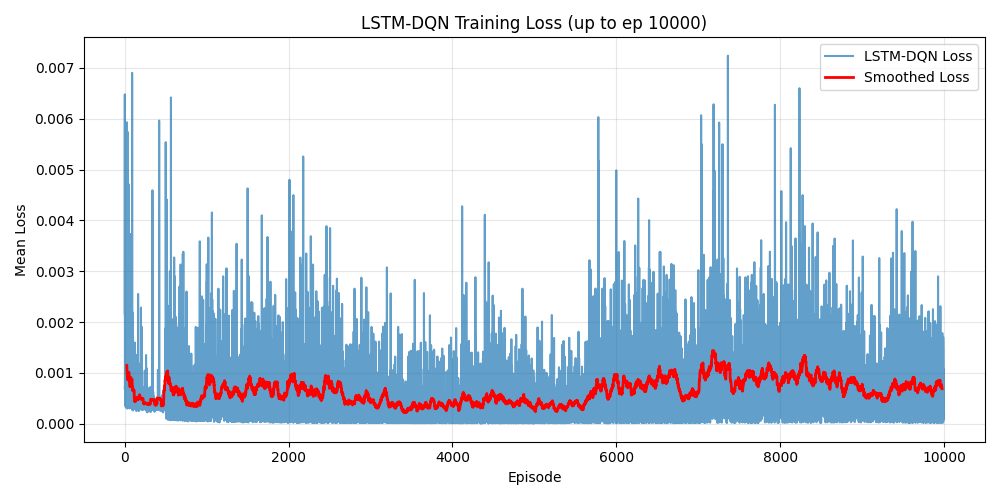 LSTM-DQN Training Loss (up to ep 10000)
LSTM-DQN Loss
Smoothed Loss
Mean Loss
0.007
0.006
0.005
0.004
0.003
0.002
0.001
0.000
0 2000 4000 6000 8000 10000
Episode